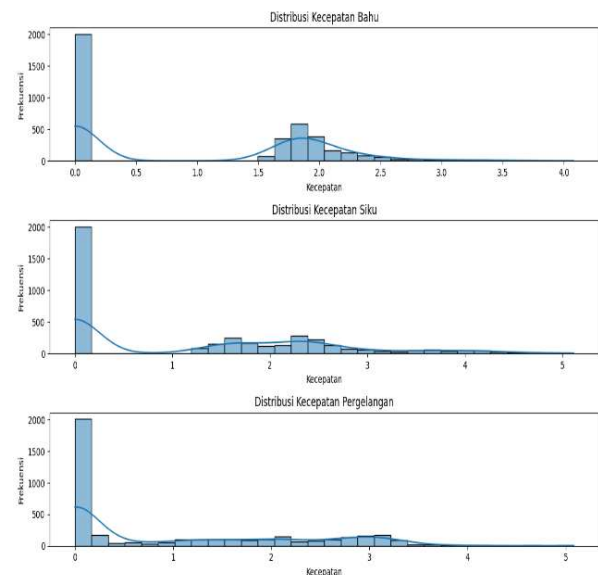 Distribusi Kecepatan Bahu
2000
1500
1000
500
0
Frekuensi
0.0 0.5 1.0 1.5 2.0 2.5 3.0 3.5 4.0
Kecepatan
Distribusi Kecepatan Siku
2000
1500
1000
500
0
Frekuensi
0 1 2 3 4 5
Kecepatan
Distribusi Kecepatan Pergelangan
2000
1500
1000
500
0
Frekuensi
0 1 2 3 4 5
Kecepatan